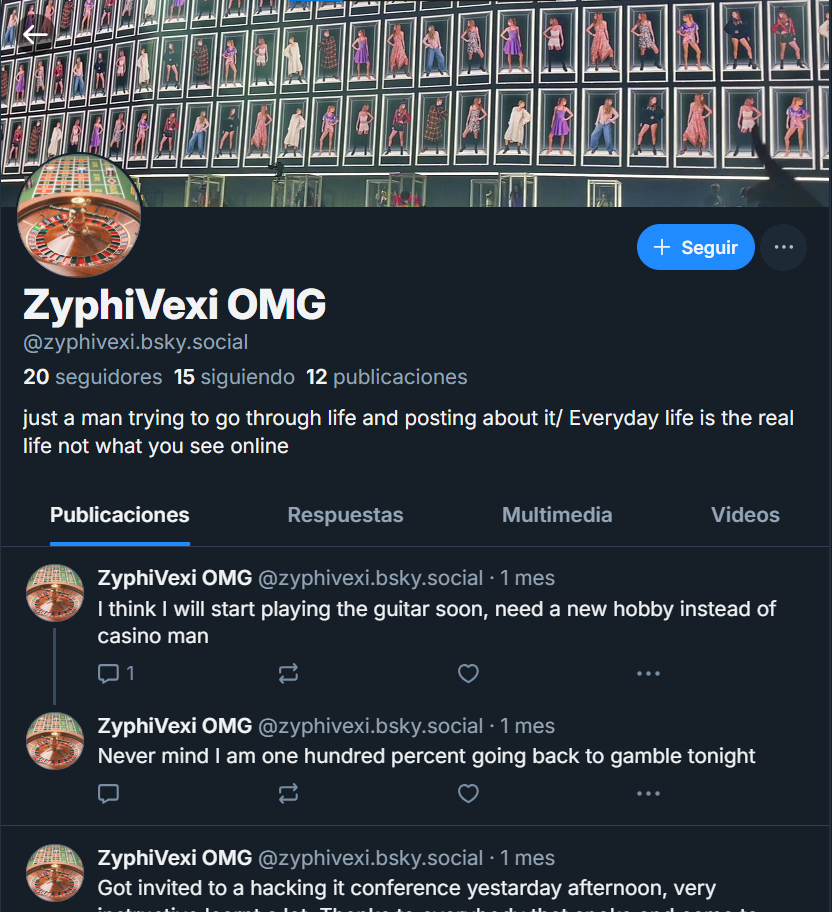 Seguir
ZyphiVexi OMG
@zyphivexi.bsky.social
20 seguidores 15 siguiendo 12 publicaciones
just a man trying to go through life and posting about it/ Everyday life is the real
life not what you see online
Publicaciones Respuestas Multimedia Videos
ZyphiVexi OMG @zyphivexi.bsky.social · 1 mes
I think I will start playing the guitar soon, need a new hobby instead of
casino man
1
ZyphiVexi OMG @zyphivexi.bsky.social · 1 mes
Never mind I am one hundred percent going back to gamble tonight
ZyphiVexi OMG @zyphivexi.bsky.social · 1 mes
Got invited to a hacking it conference yestarday afternoon, very